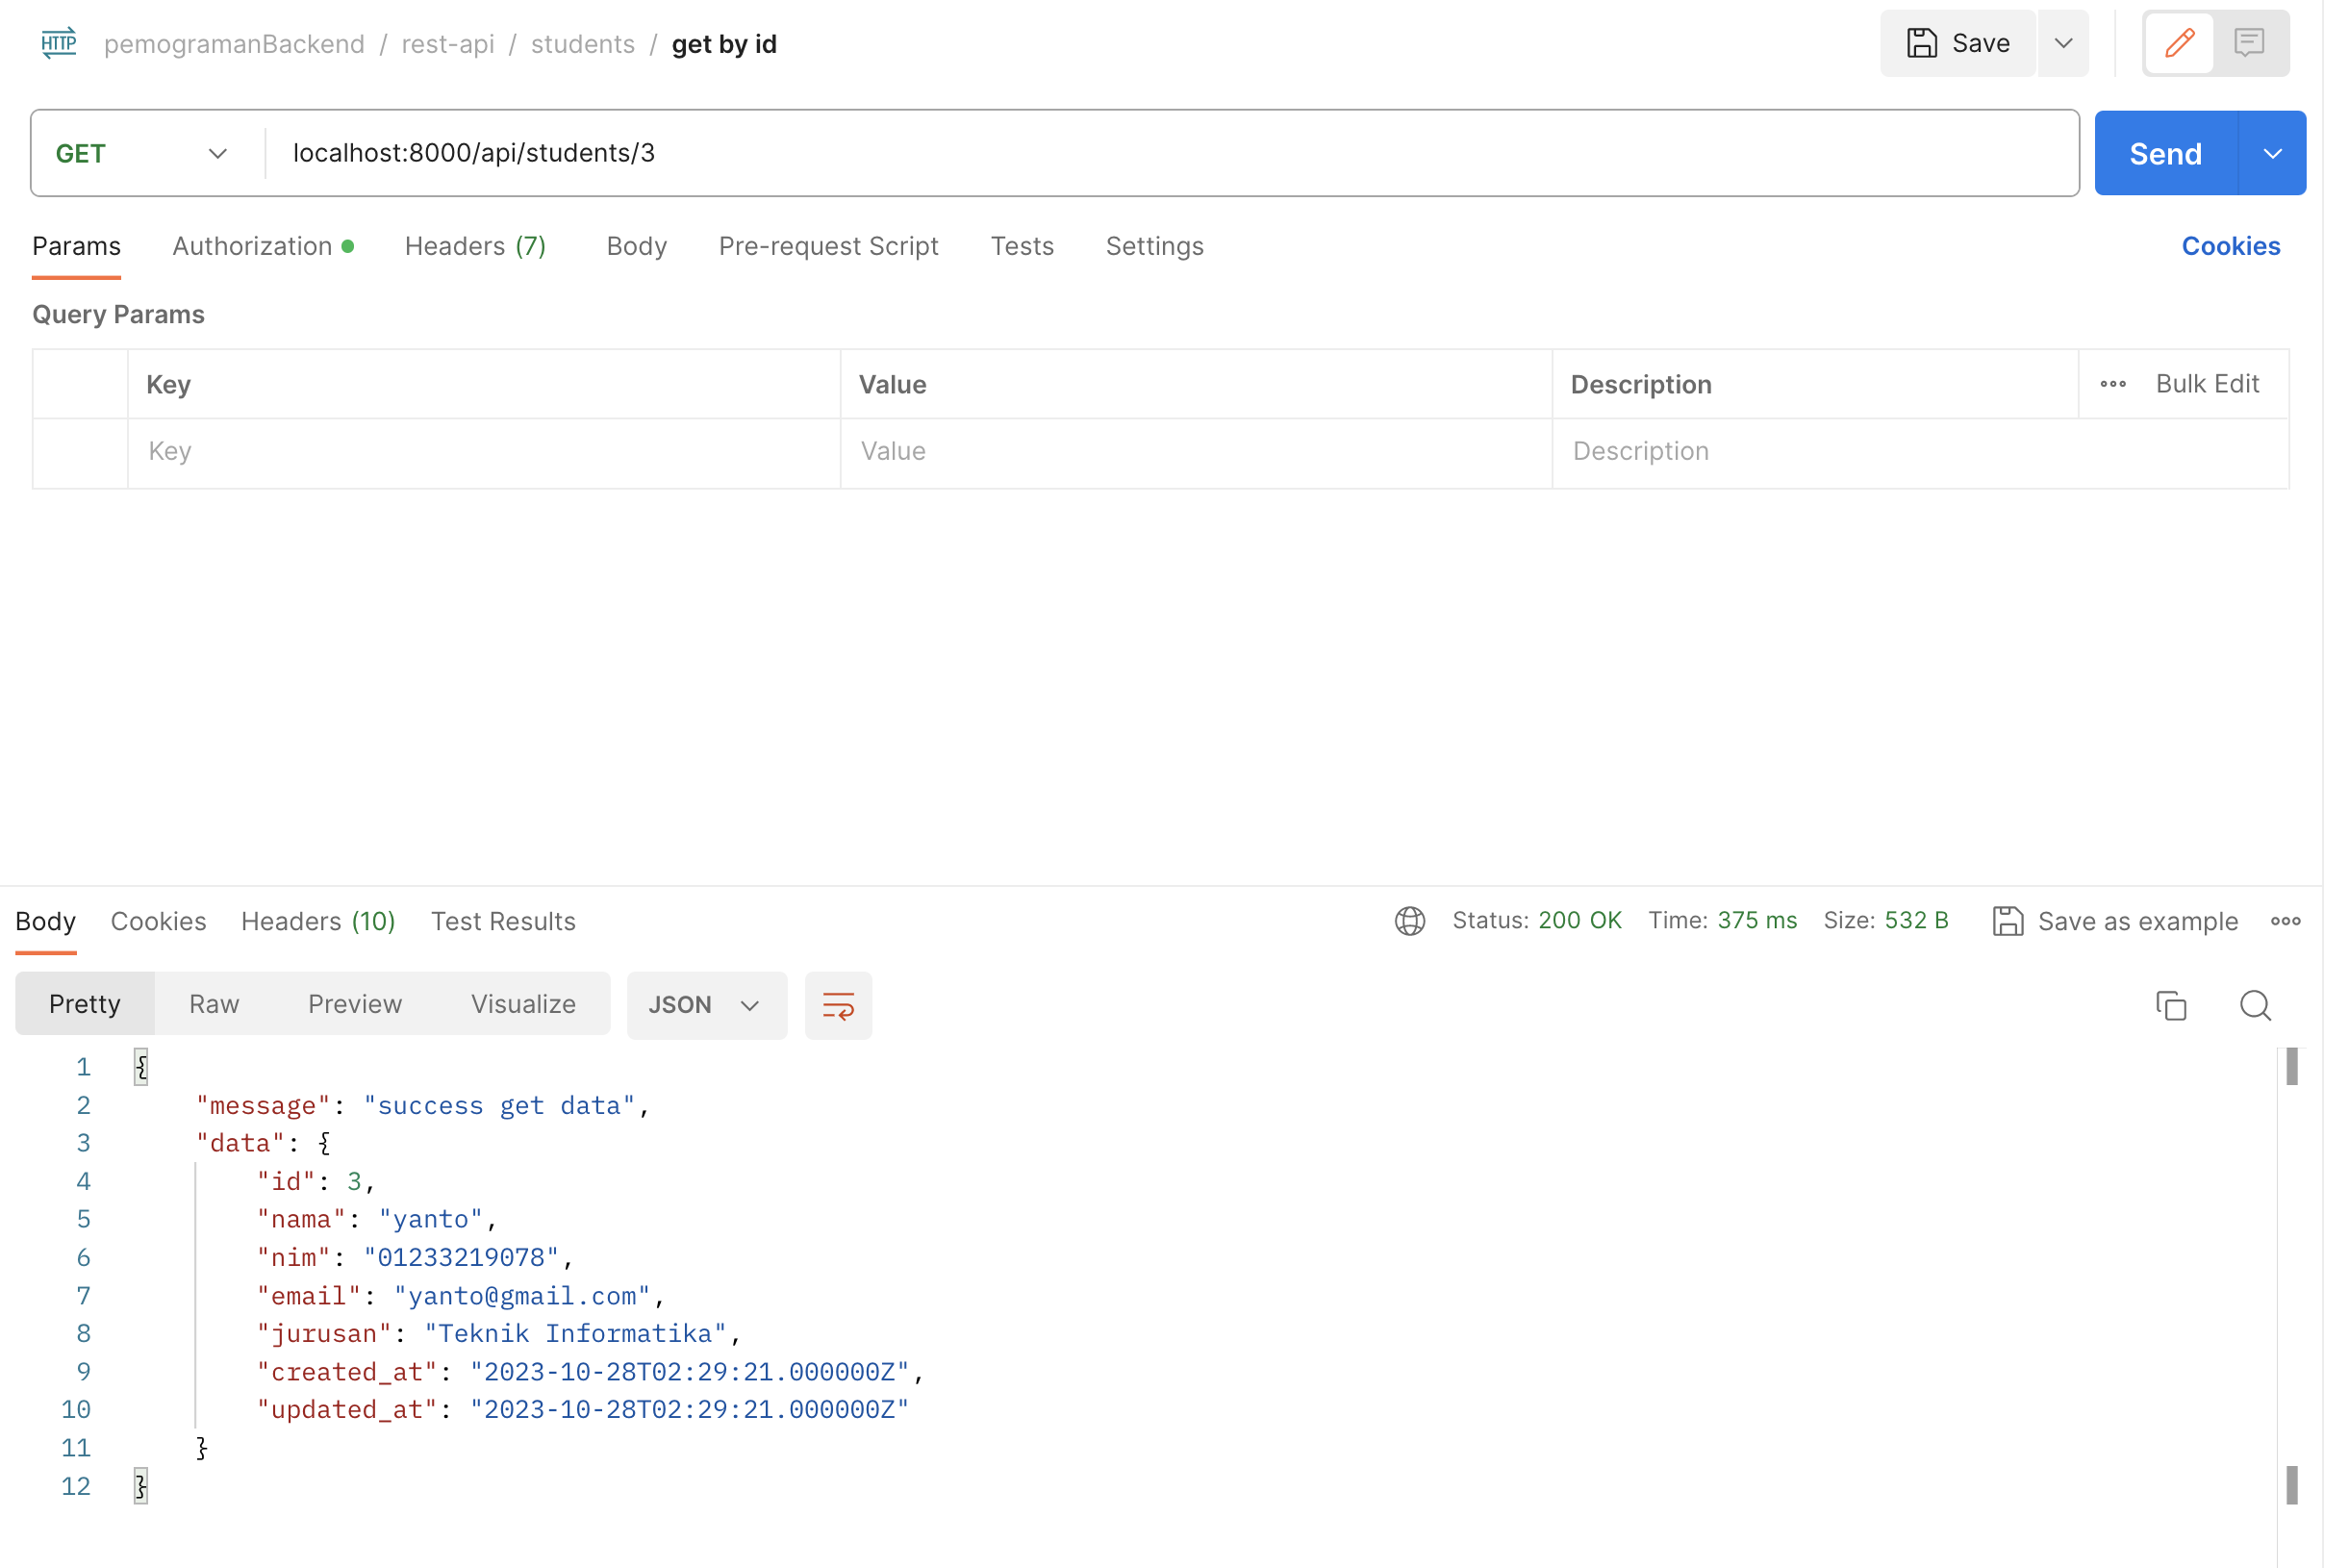 HTTP pemogramanBackend / rest-api / students / get by id Save
GET localhost:8000/api/students/3 Send
Params Authorization Headers (7) Body Pre-request Script Tests Settings Cookies
Query Params
Key Value Description Bulk Edit
Key Value Description
Body Cookies Headers (10) Test Results Status: 200 OK Time: 375 ms Size: 532 B Save as example
Pretty Raw Preview Visualize JSON
1 {
2 "message": "success get data",
3 "data": {
4 "id": 3,
5 "nama": "yanto",
6 "nim": "01233219078",
7 "email": "yanto@gmail.com",
8 "jurusan": "Teknik Informatika",
9 "created_at": "2023-10-28T02:29:21.000000Z",
10 "updated_at": "2023-10-28T02:29:21.000000Z"
11 }
12 }